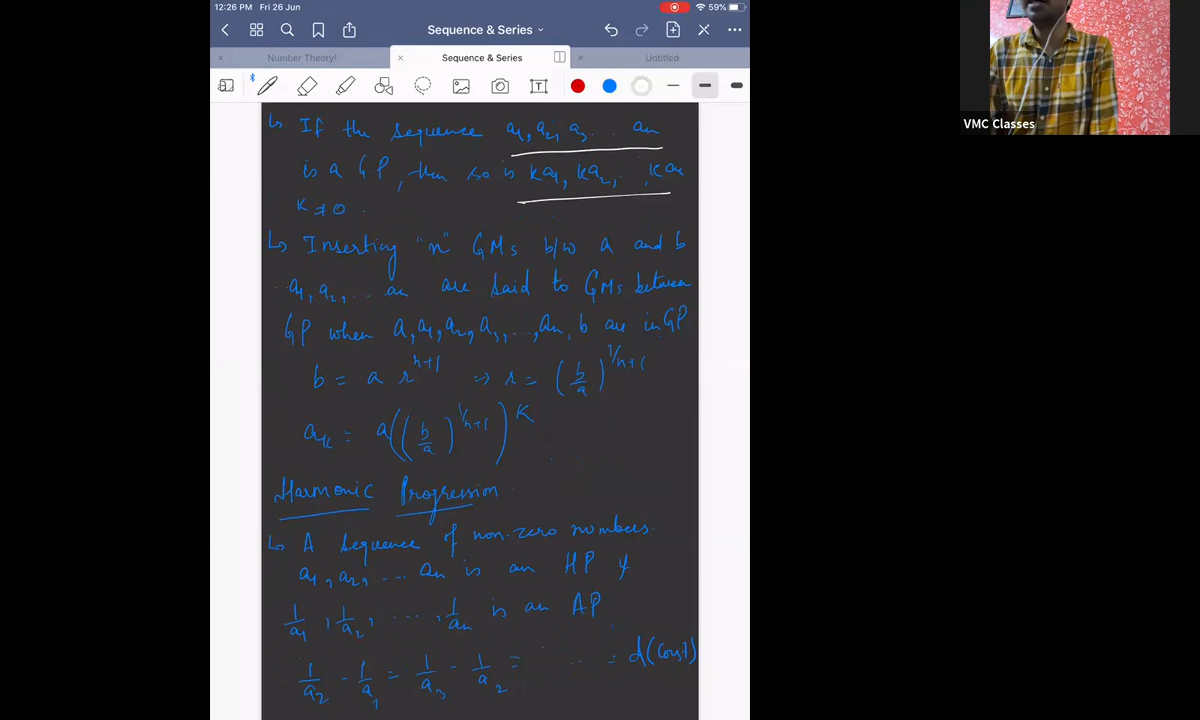 12:26 PM Fri 26 Jun
59%
Sequence & Series
Number Theory!
Sequence & Series
Untitled
VMC Classes
If the sequence a₁, a₂, a₃ .. an
is a G.P, then so is Ka₁, Ka₂, . , Kan
K ≠ 0.
Inserting "n" GMs b/w a and b
a₁, a₂, ... an are said to GMs between
GP when a, a₁, a₂, a₃, ..., an, b are in GP
b = a r^(n+1) ⇒ r = (b/a)^(1/n+1)
aK = a((b/a)^(1/n+1))^K
Harmonic Progression
A sequence of non-zero numbers.
a₁, a₂, ... an is an HP if
1/a₁, 1/a₂, ..., 1/an is an AP
1/a₂ - 1/a₁ = 1/a₃ - 1/a₂ = ... = d(const)